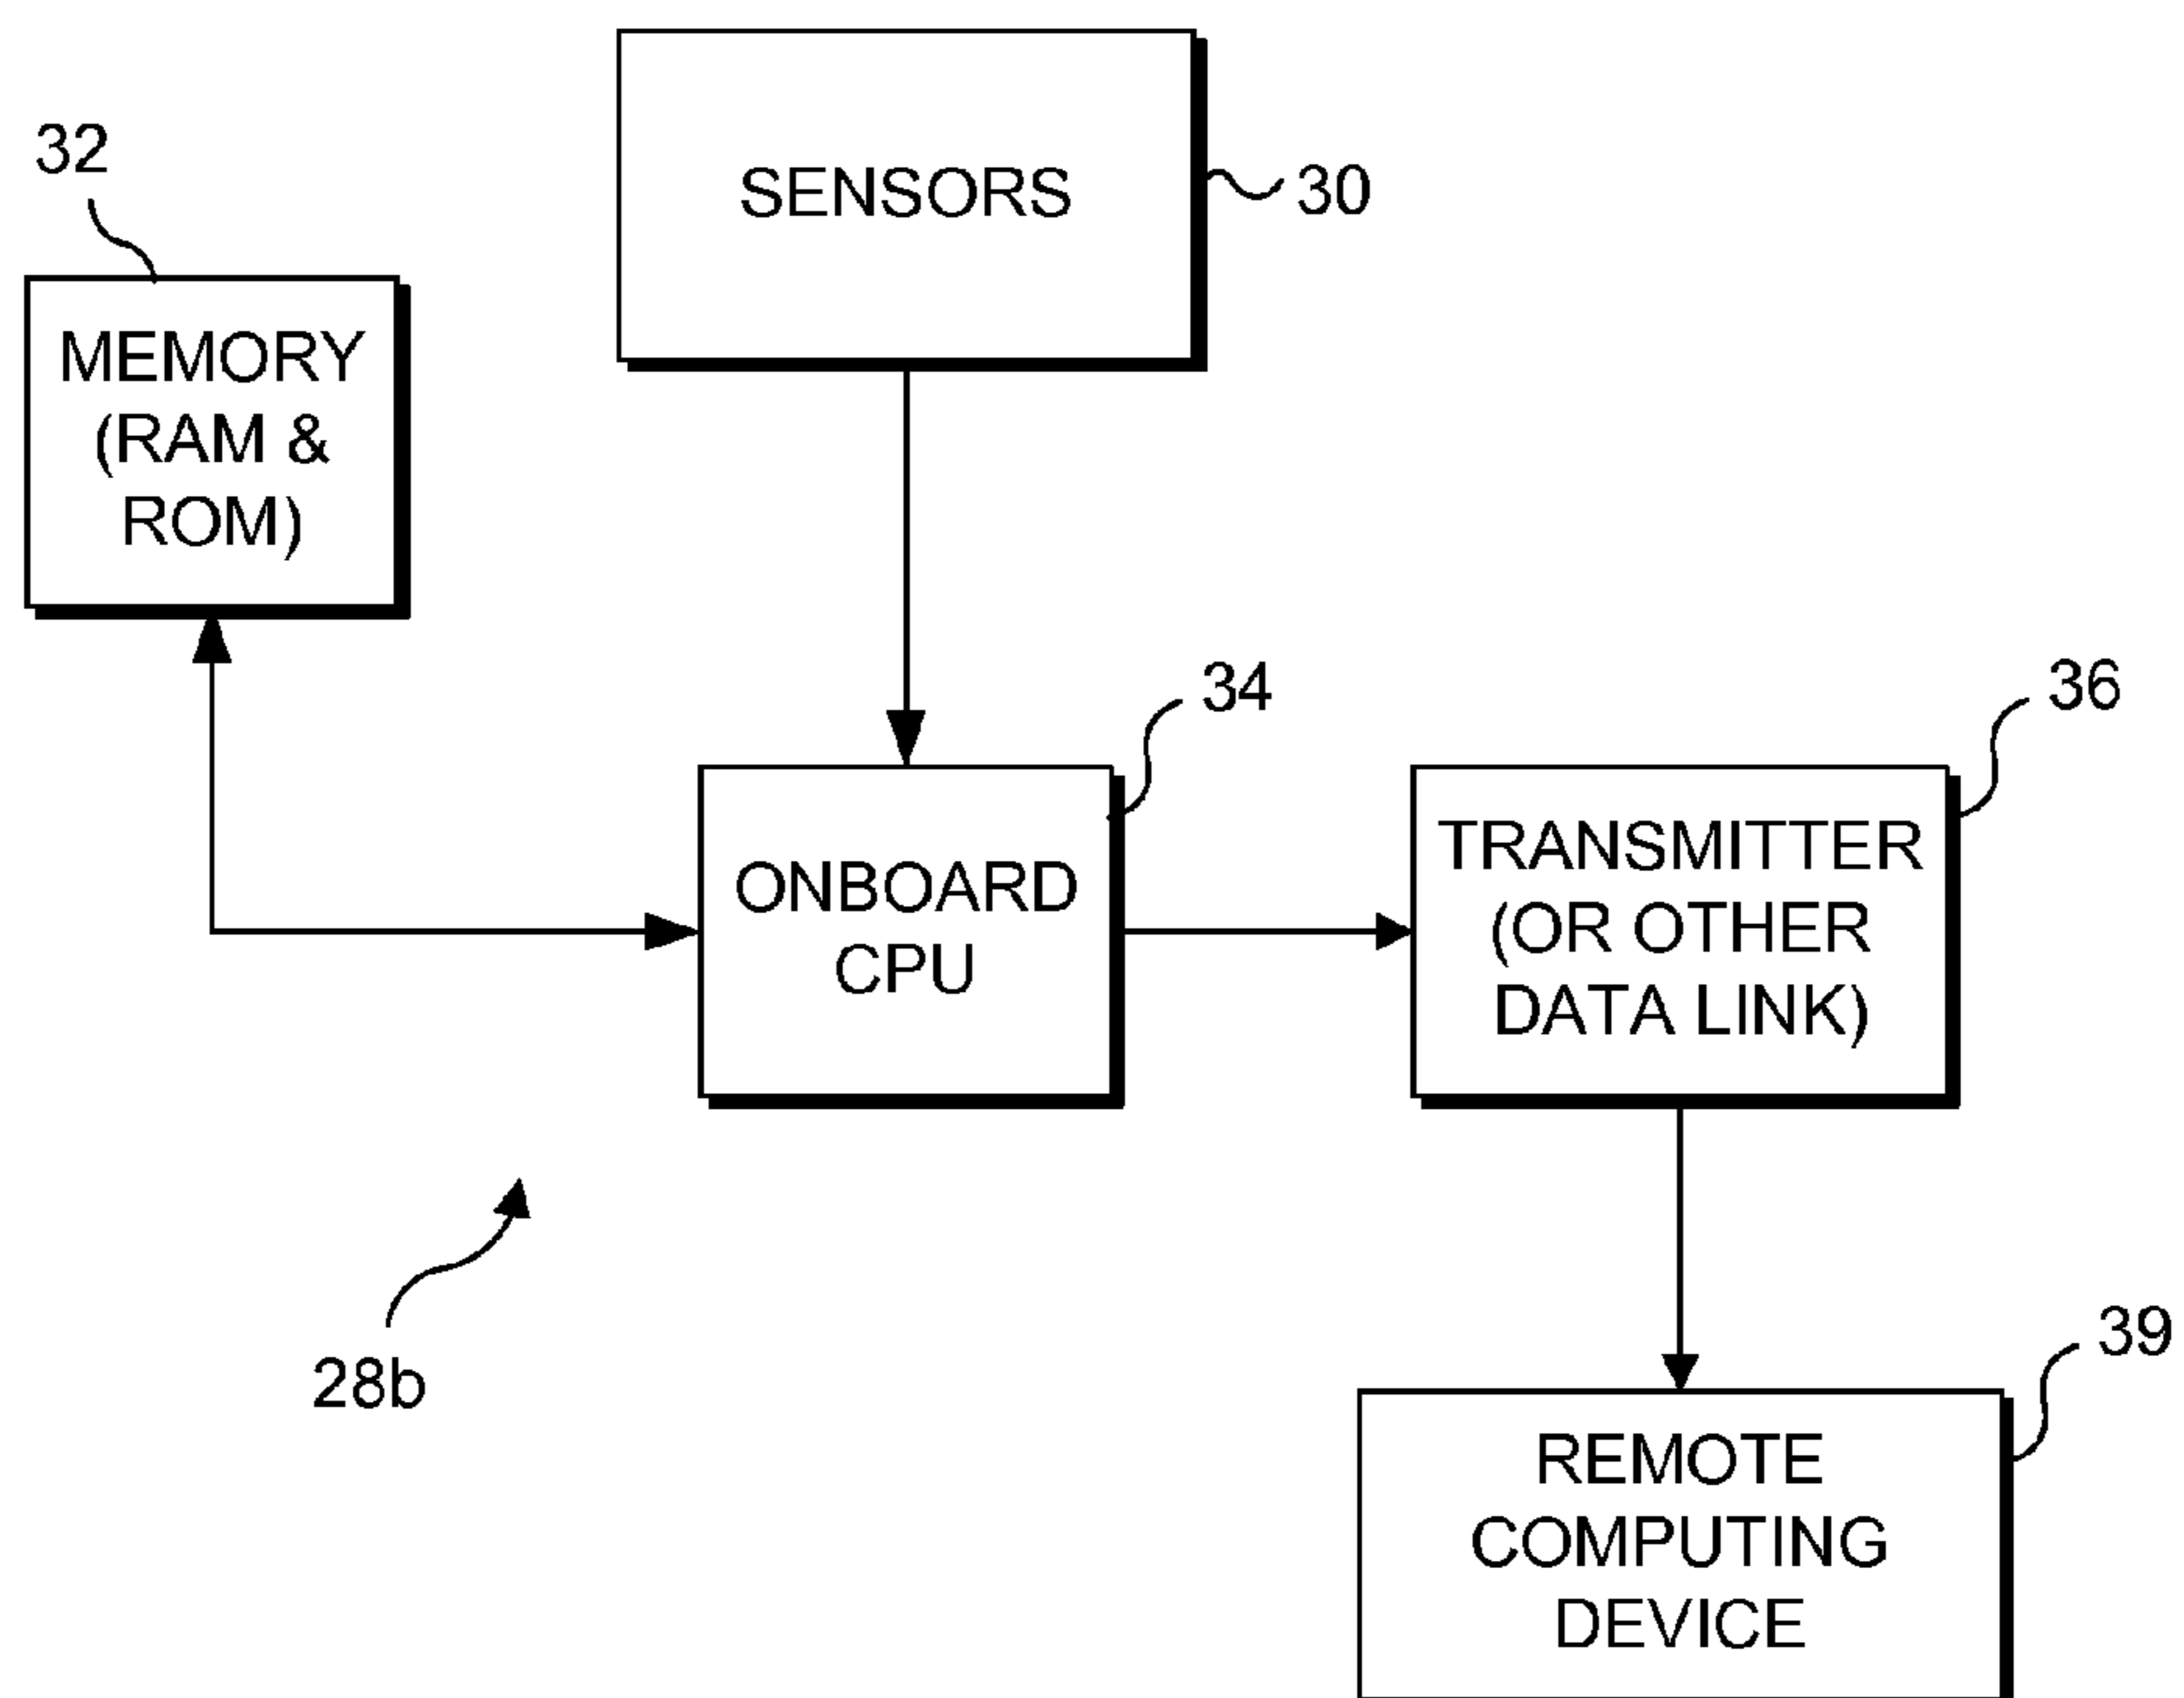 SENSORS
30
32
MEMORY
(RAM &
ROM)
34
36
ONBOARD
CPU
TRANSMITTER
(OR OTHER
DATA LINK)
28b
39
REMOTE
COMPUTING
DEVICE